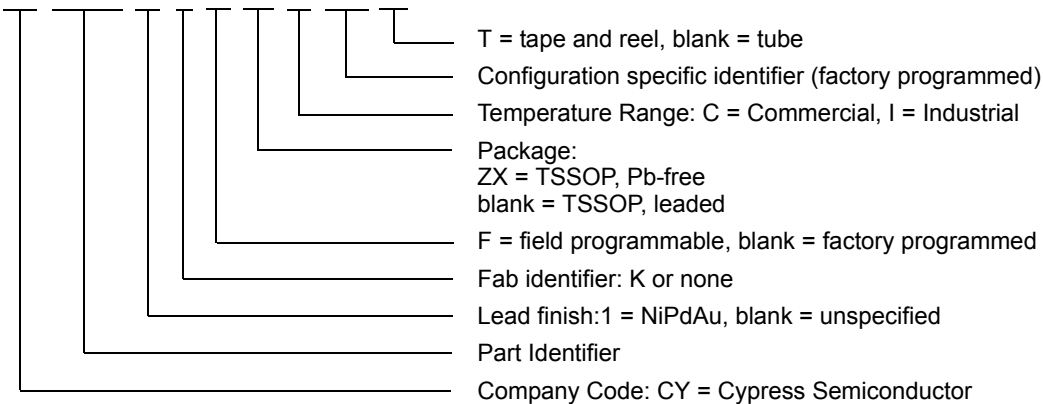 T = tape and reel, blank = tube
Configuration specific identifier (factory programmed)
Temperature Range: C = Commercial, I = Industrial
Package:
ZX = TSSOP, Pb-free
blank = TSSOP, leaded
F = field programmable, blank = factory programmed
Fab identifier: K or none
Lead finish:1 = NiPdAu, blank = unspecified
Part Identifier
Company Code: CY = Cypress Semiconductor